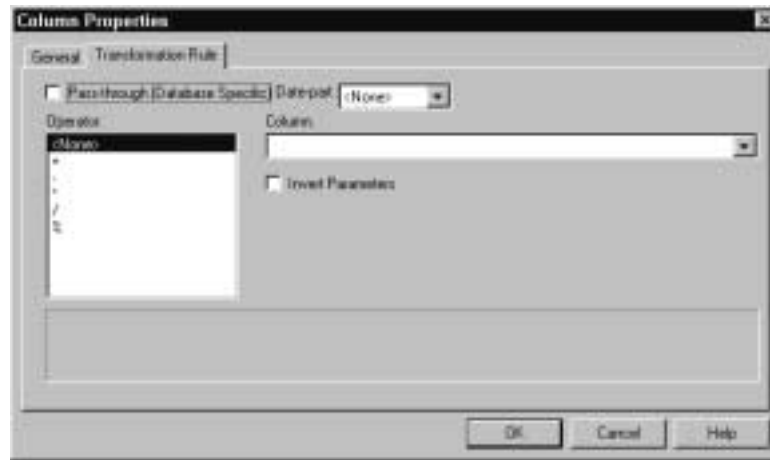 Column Properties
General Transformation Rule
Pass-through (Database Specific) Date-part <None>
Operator Column
<None>
+
-
*
/
Invert Parameters
OK Cancel Help